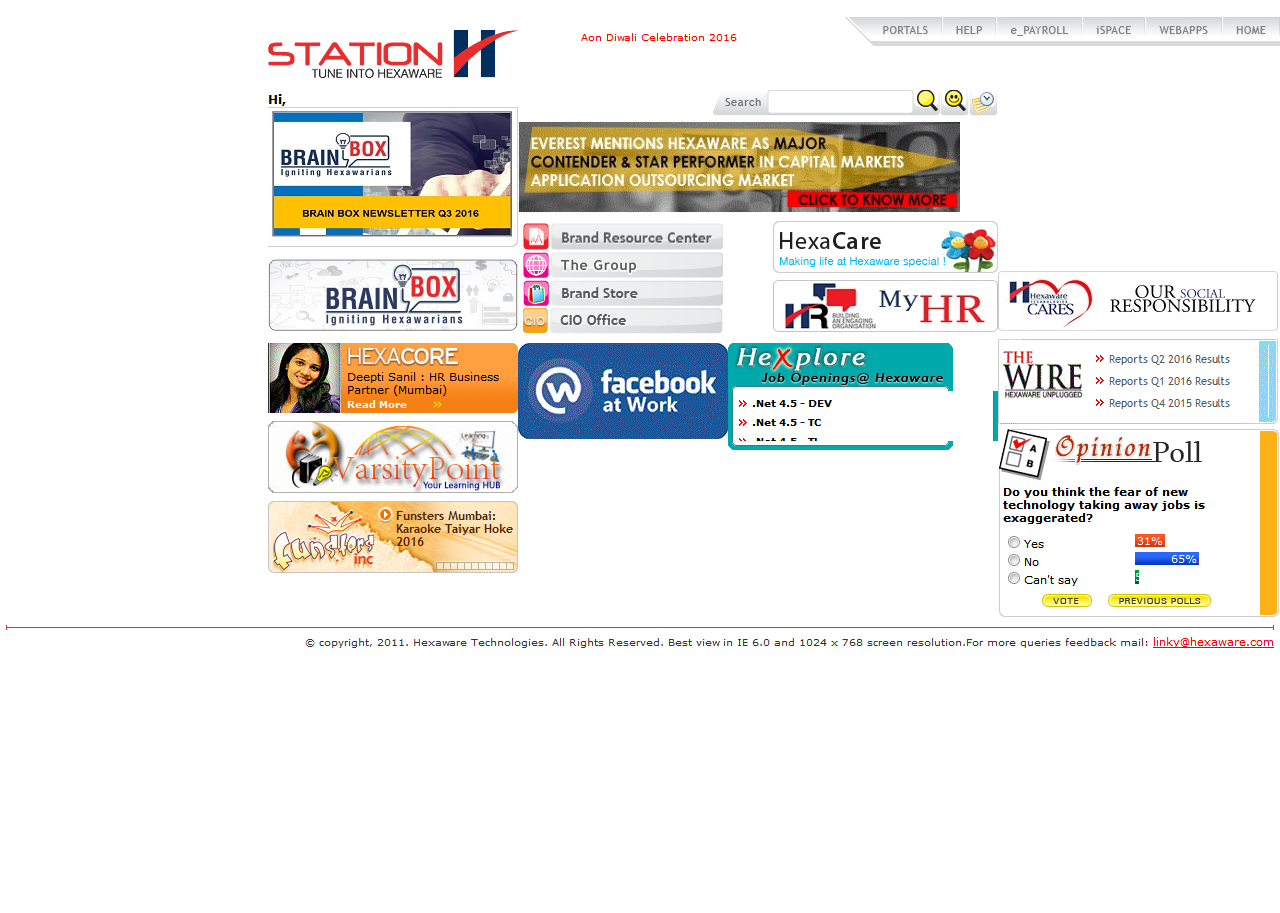 PORTALS HELP e_PAYROLL iSPACE WEBAPPS HOME
STATION H
TUNE INTO HEXAWARE
Aon Diwali Celebration 2016
Hi,
Search
BRAIN BOX
Igniting Hexawarians
BRAIN BOX NEWSLETTER Q3 2016
EVEREST MENTIONS HEXAWARE AS MAJOR
CONTENDER & STAR PERFORMER IN CAPITAL MARKETS
APPLICATION OUTSOURCING MARKET
CLICK TO KNOW MORE
BRAIN BOX
Igniting Hexawarians
Brand Resource Center
The Group
Brand Store
CIO
CIO Office
HexaCare
Making life at Hexaware special !
HR
BUILDING
AN ENGAGING
ORGANISATION
My HR
Hexaware
TECHNOLOGIES
CARES
OUR SOCIAL
RESPONSIBILITY
HEXACORE
Deepti Sanil : HR Business
Partner (Mumbai)
Read More
facebook
at Work
HeXplore
Job Openings@ Hexaware
.Net 4.5 - DEV
.Net 4.5 - TC
.Net 4.5 - TL
THE
WIRE
HEXAWARE UNPLUGGED
Reports Q2 2016 Results
Reports Q1 2016 Results
Reports Q4 2015 Results
Learning
VarsityPoint
Your Learning HUB
Funsters
inc
Funsters Mumbai:
Karaoke Taiyar Hoke
2016
A
B
Opinion Poll
Do you think the fear of new
technology taking away jobs is
exaggerated?
Yes 31%
No 65%
Can't say
VOTE PREVIOUS POLLS
© copyright, 2011. Hexaware Technologies. All Rights Reserved. Best view in IE 6.0 and 1024 x 768 screen resolution.For more queries feedback mail: linky@hexaware.com